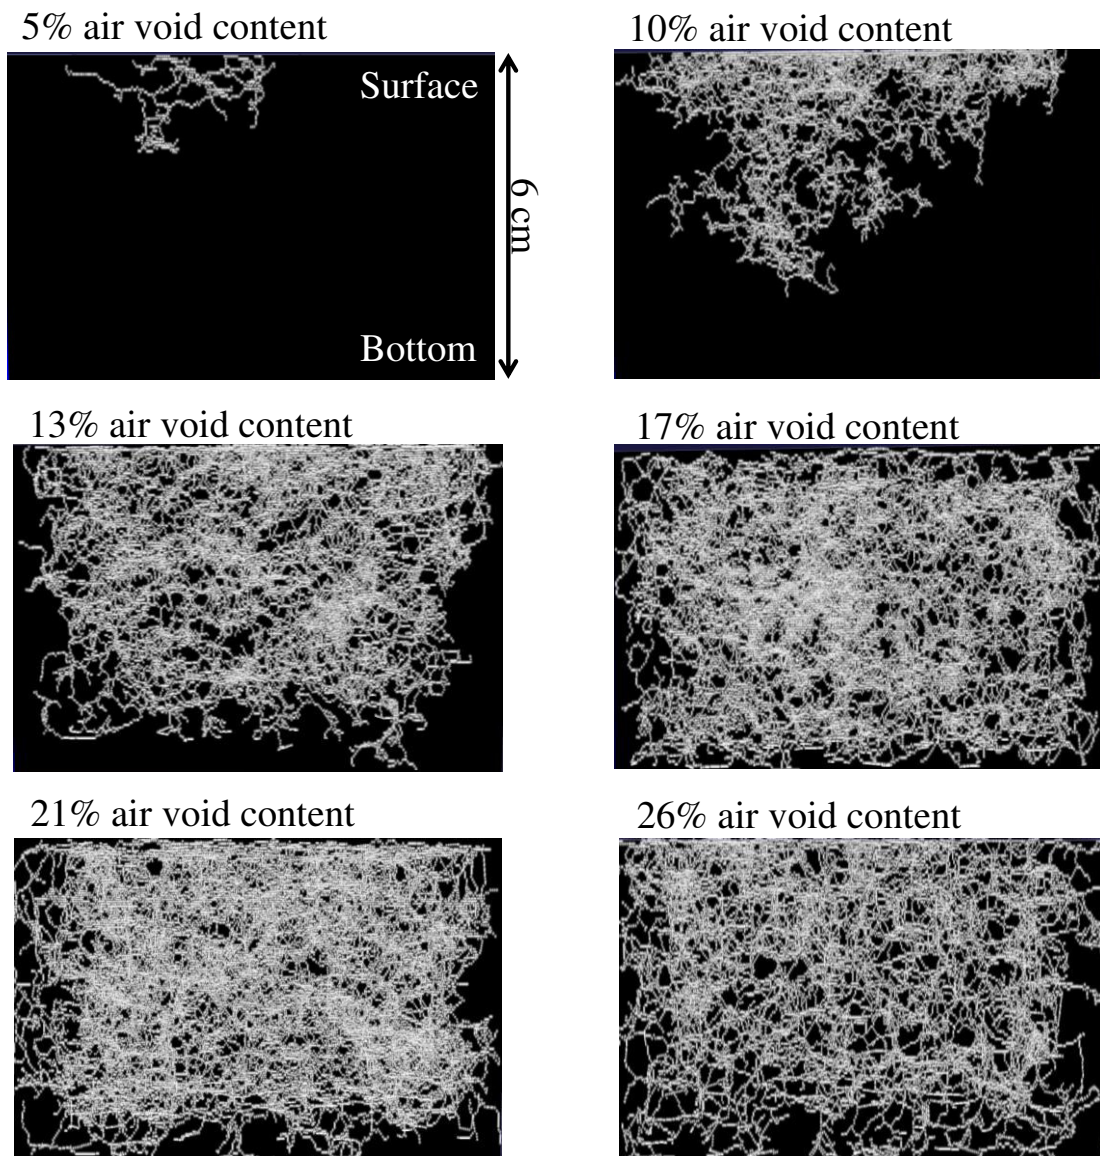 5% air void content
10% air void content
Surface
6 cm
Bottom
13% air void content
17% air void content
21% air void content
26% air void content